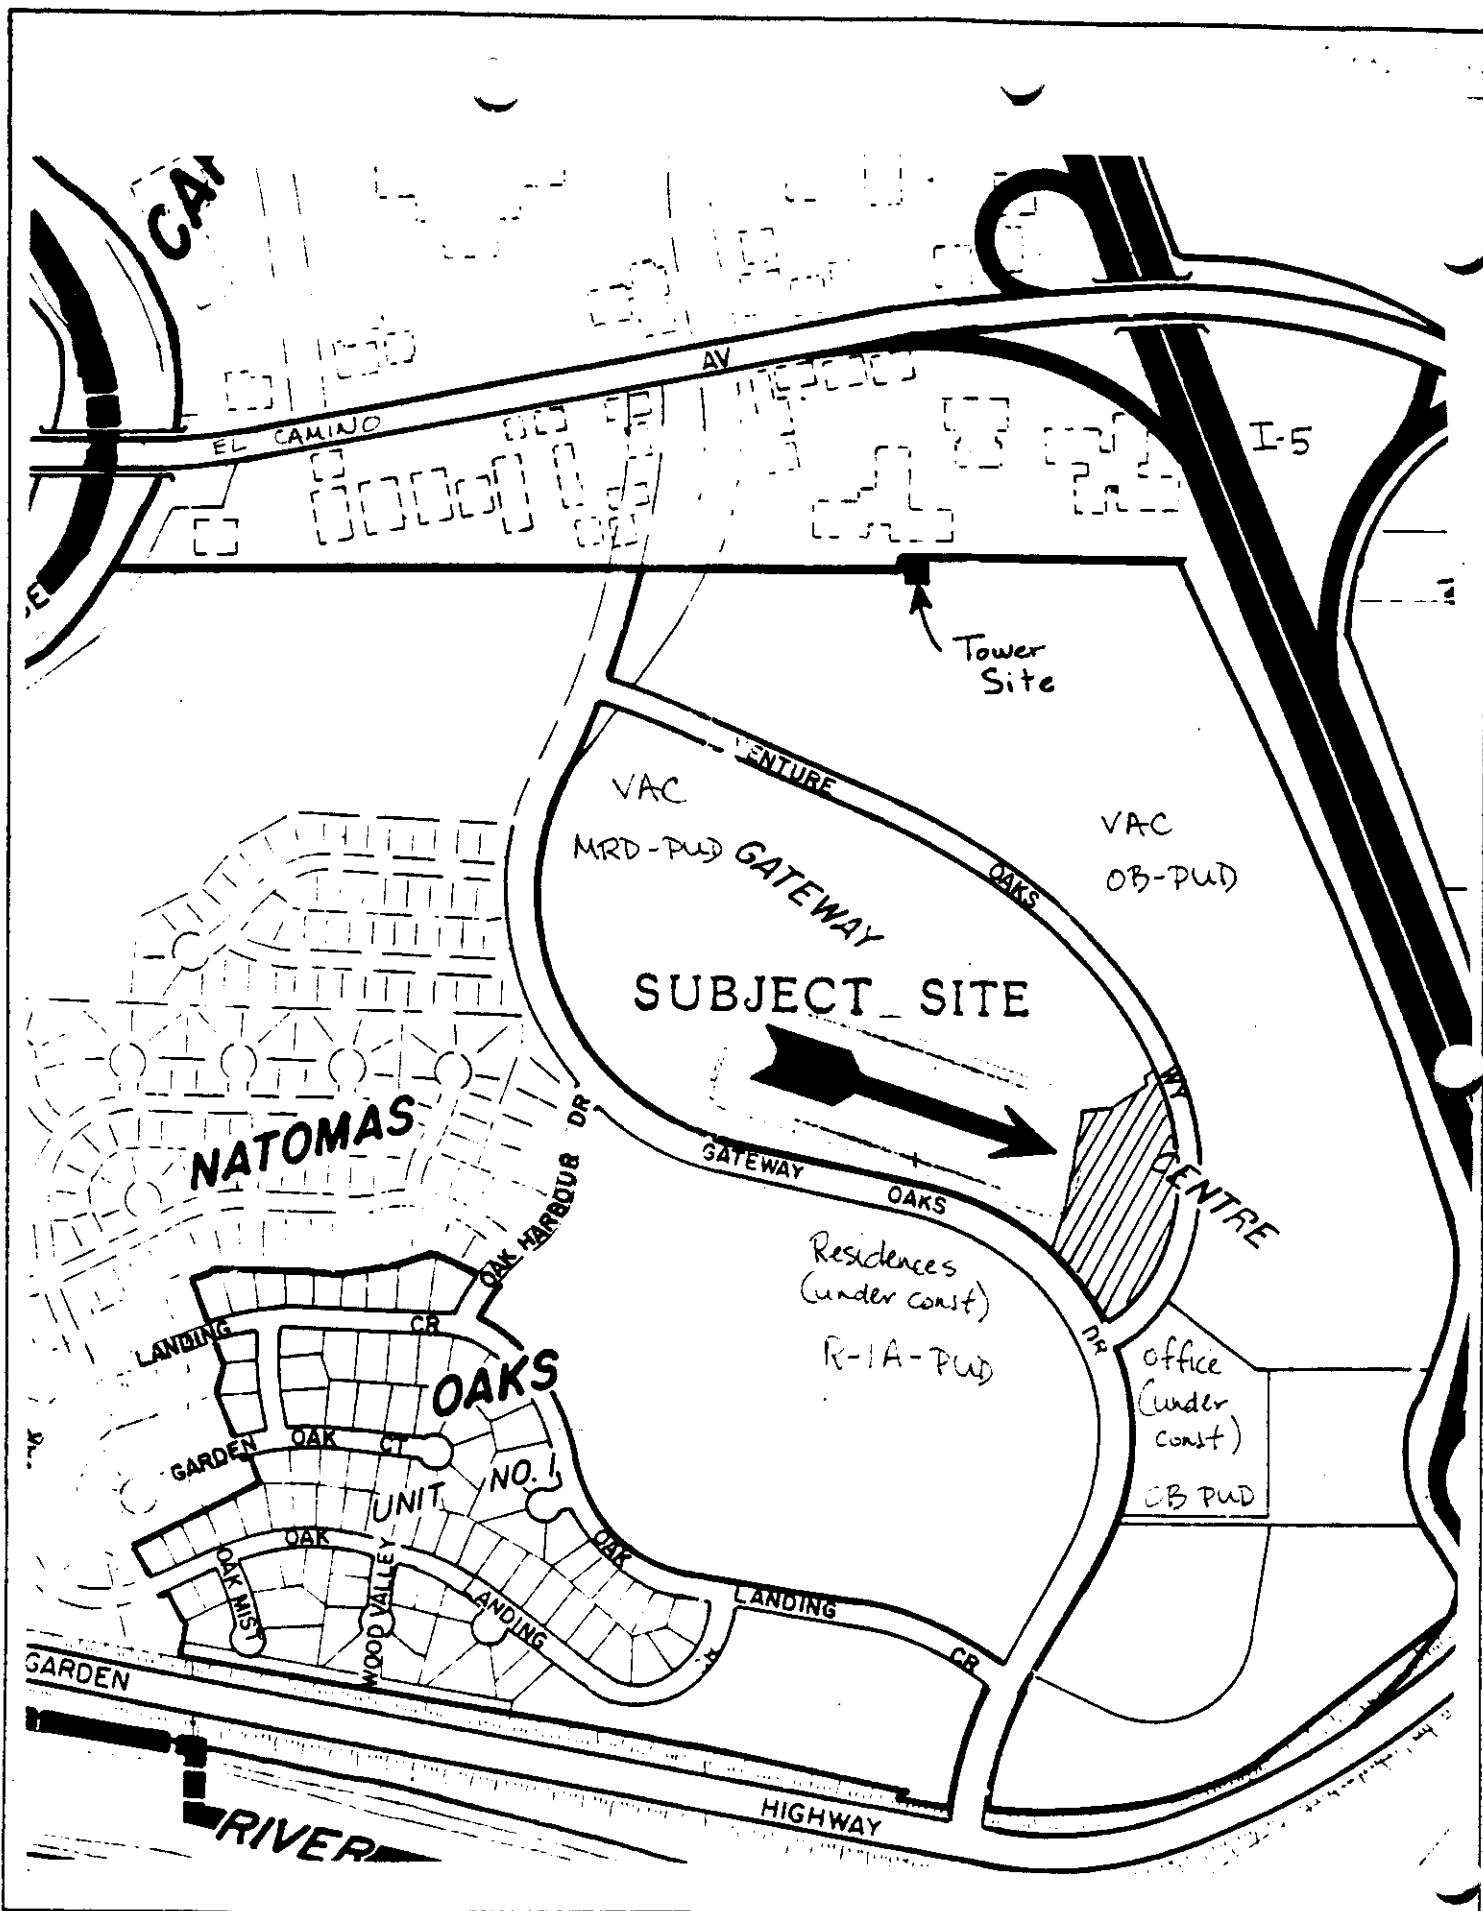 EL CAMINO
AV
I-5
Tower
Site
VAC
MRD-PUD
VENTURE
OAKS
WY
VAC
OB-PUD
GATEWAY
CENTRE
SUBJECT SITE
NATOMAS
OAKS
UNIT NO. 1
OAK HARBOUR DR
GATEWAY
OAKS
DR
Residences
(under const)
R-1A-PUD
Office
(under
const)
OB PUD
LANDING
CR
GARDEN OAK CT
OAK
LANDING
OAK MIST
WOOD VALLEY
OAK
LANDING
CR
GARDEN
HIGHWAY
RIVER